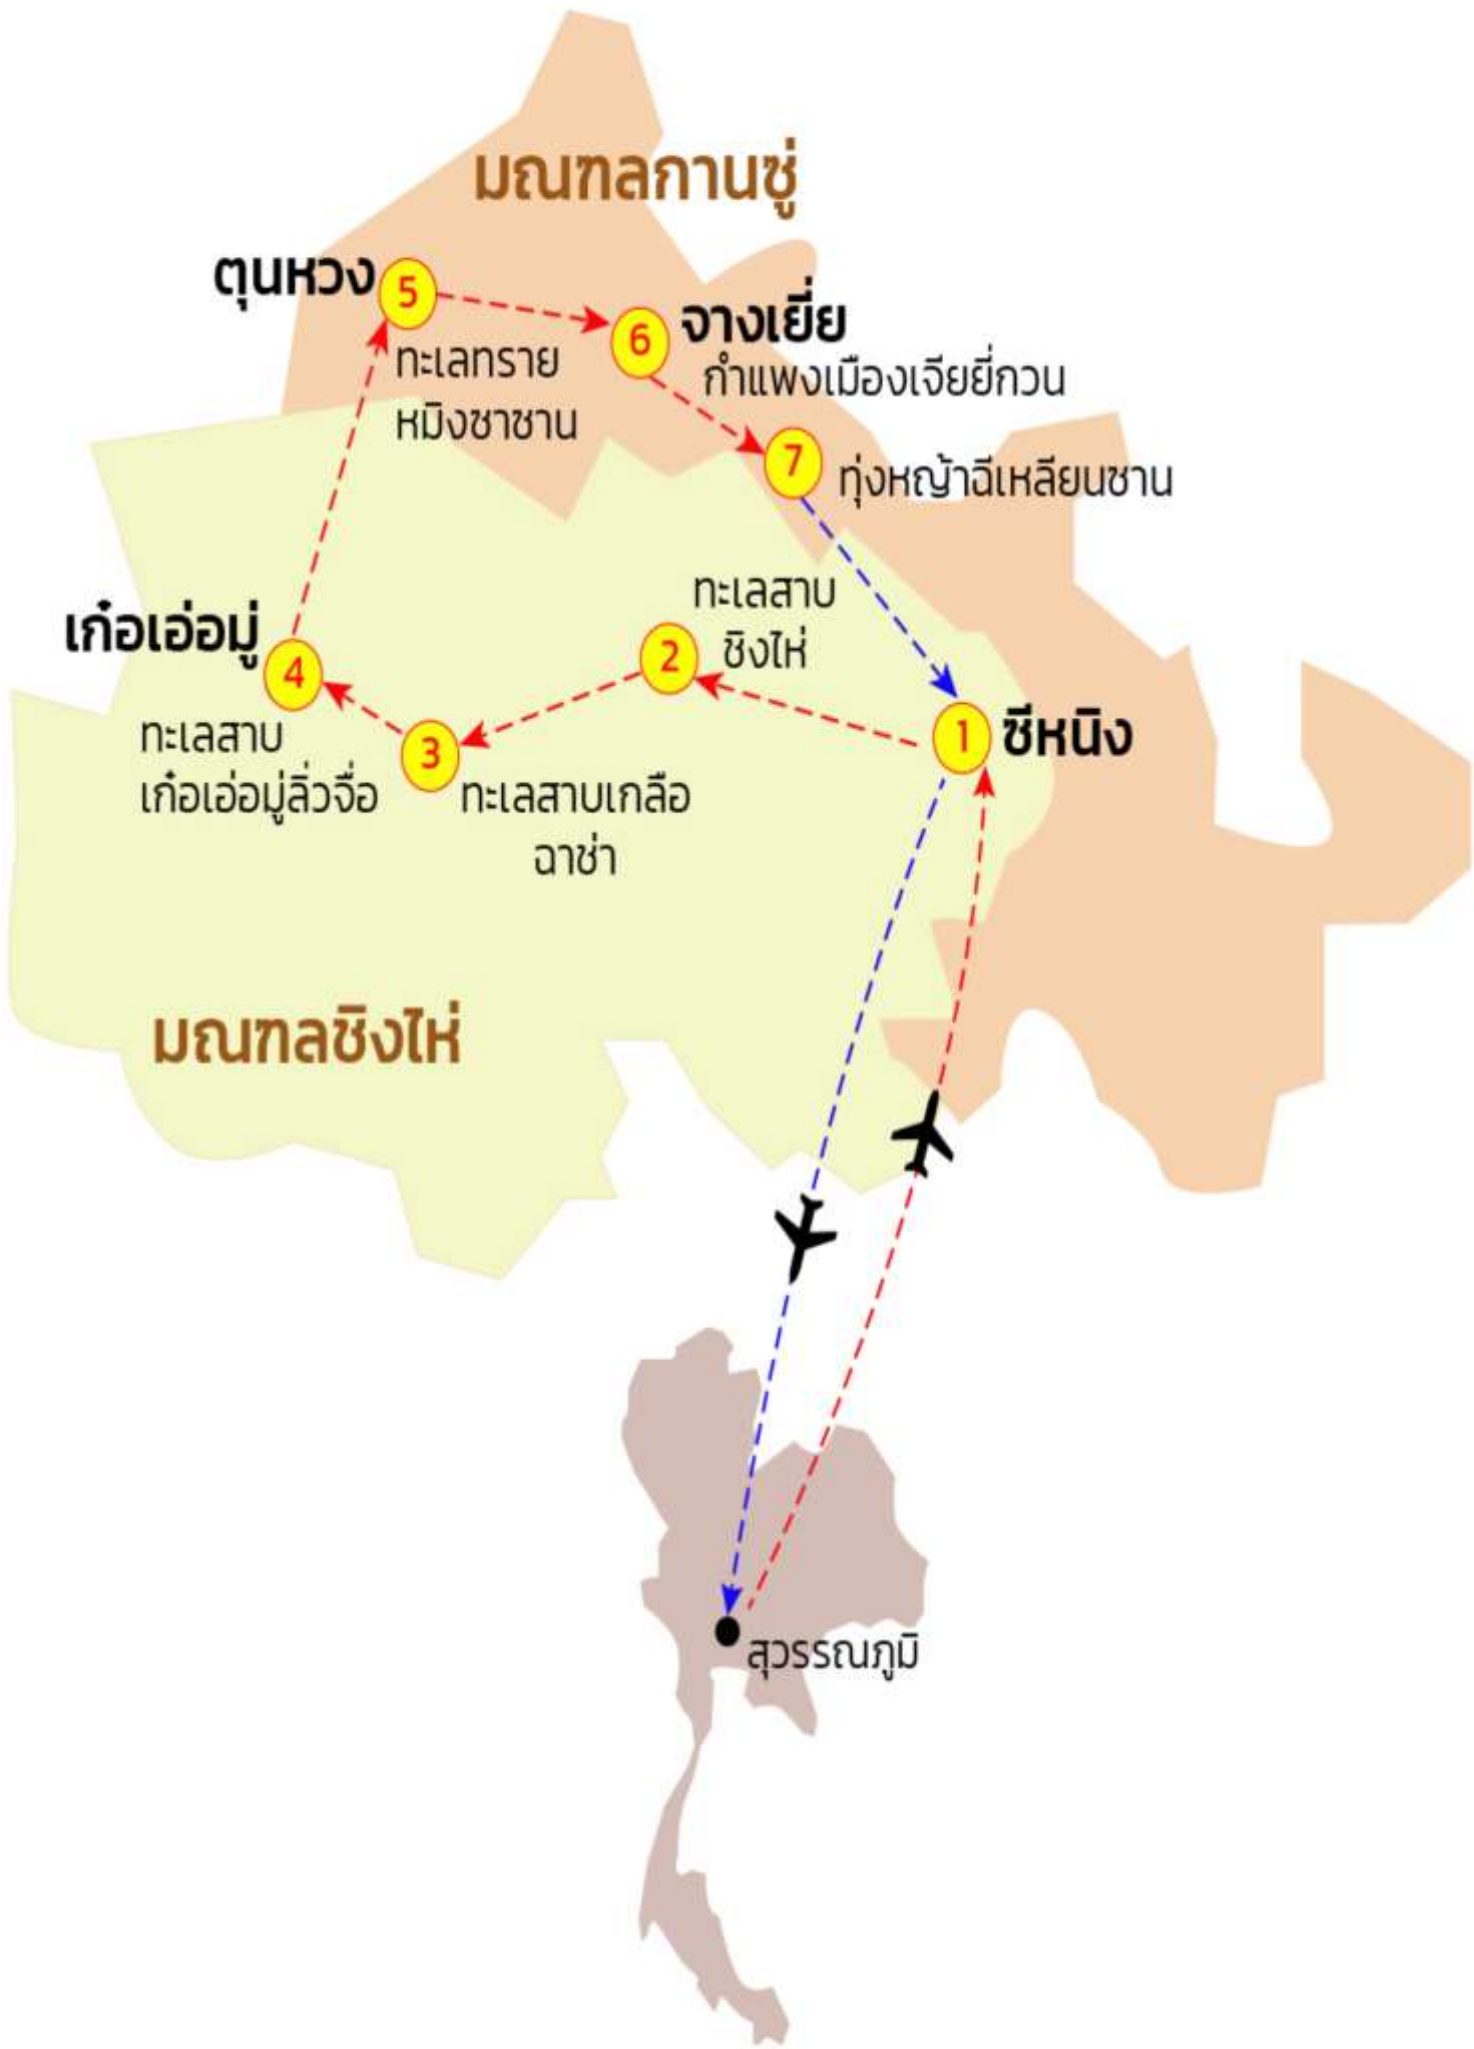 มณฑลกานซู่
ตุนหวง
5
ทะเลทราย
หมิงซาซาน
6
จางเยี่ย
กำแพงเมืองเจียยี่กวน
7
ทุ่งหญ้าฉีเหลียนซาน
เก๋อเอ่อมู่
4
ทะเลสาบ
เก๋อเอ่อมู่ลิ่วจื่อ
2
ทะเลสาบ
ชิงไห่
3
ทะเลสาบเกลือ
ฉาช่า
1
ซีหนิง
มณฑลชิงไห่
สุวรรณภูมิ